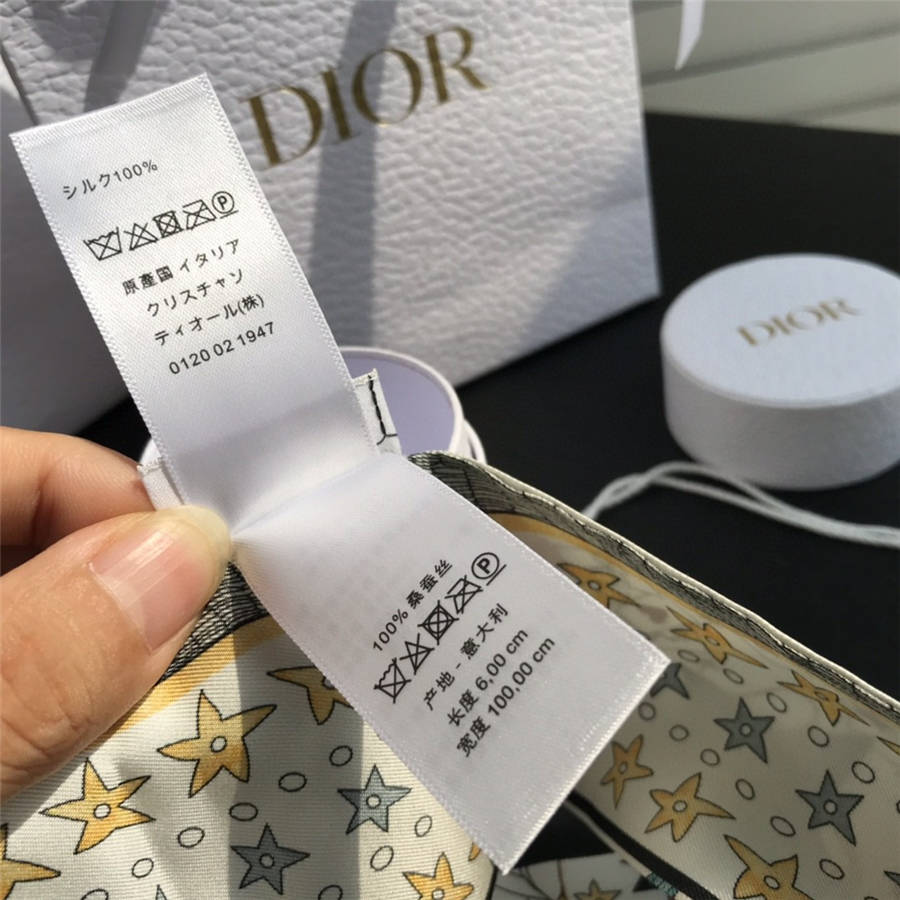 DIOR
シルク100%
P
原產国 イタリア
クリスチャン
ティオール(株)
0120 02 1947
DIOR
100% 桑蚕丝
P
产地 - 意大利
长度 6,00 cm
宽度 100,00 cm